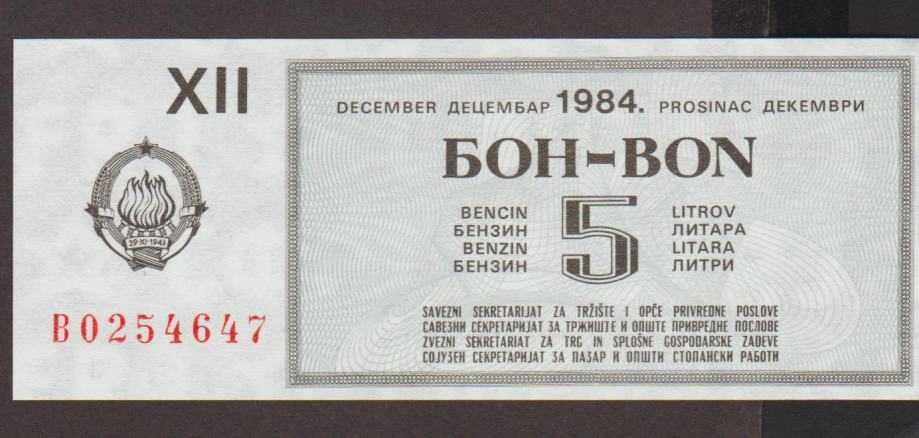 XII
DECEMBER ДЕЦЕМБАР 1984. PROSINAC ДЕКЕМВРИ
БОН-BON
BENCIN 5 LITROV
БЕНЗИН ЛИТАРА
BENZIN LITARA
БЕНЗИН ЛИТРИ
29·XI·1943
B0254647
SAVEZNI SEKRETARIJAT ZA TRŽIŠTE I OPĆE PRIVREDNE POSLOVE
САВЕЗНИ СЕКРЕТАРИЈАТ ЗА ТРЖИШТЕ И ОПШТЕ ПРИВРЕДНЕ ПОСЛОВЕ
ZVEZNI SEKRETARIAT ZA TRG IN SPLOŠNE GOSPODARSKE ZADEVE
СОЈУЗЕН СЕКРЕТАРИЈАТ ЗА ПАЗАР И ОПШТИ СТОПАНСКИ РАБОТИ